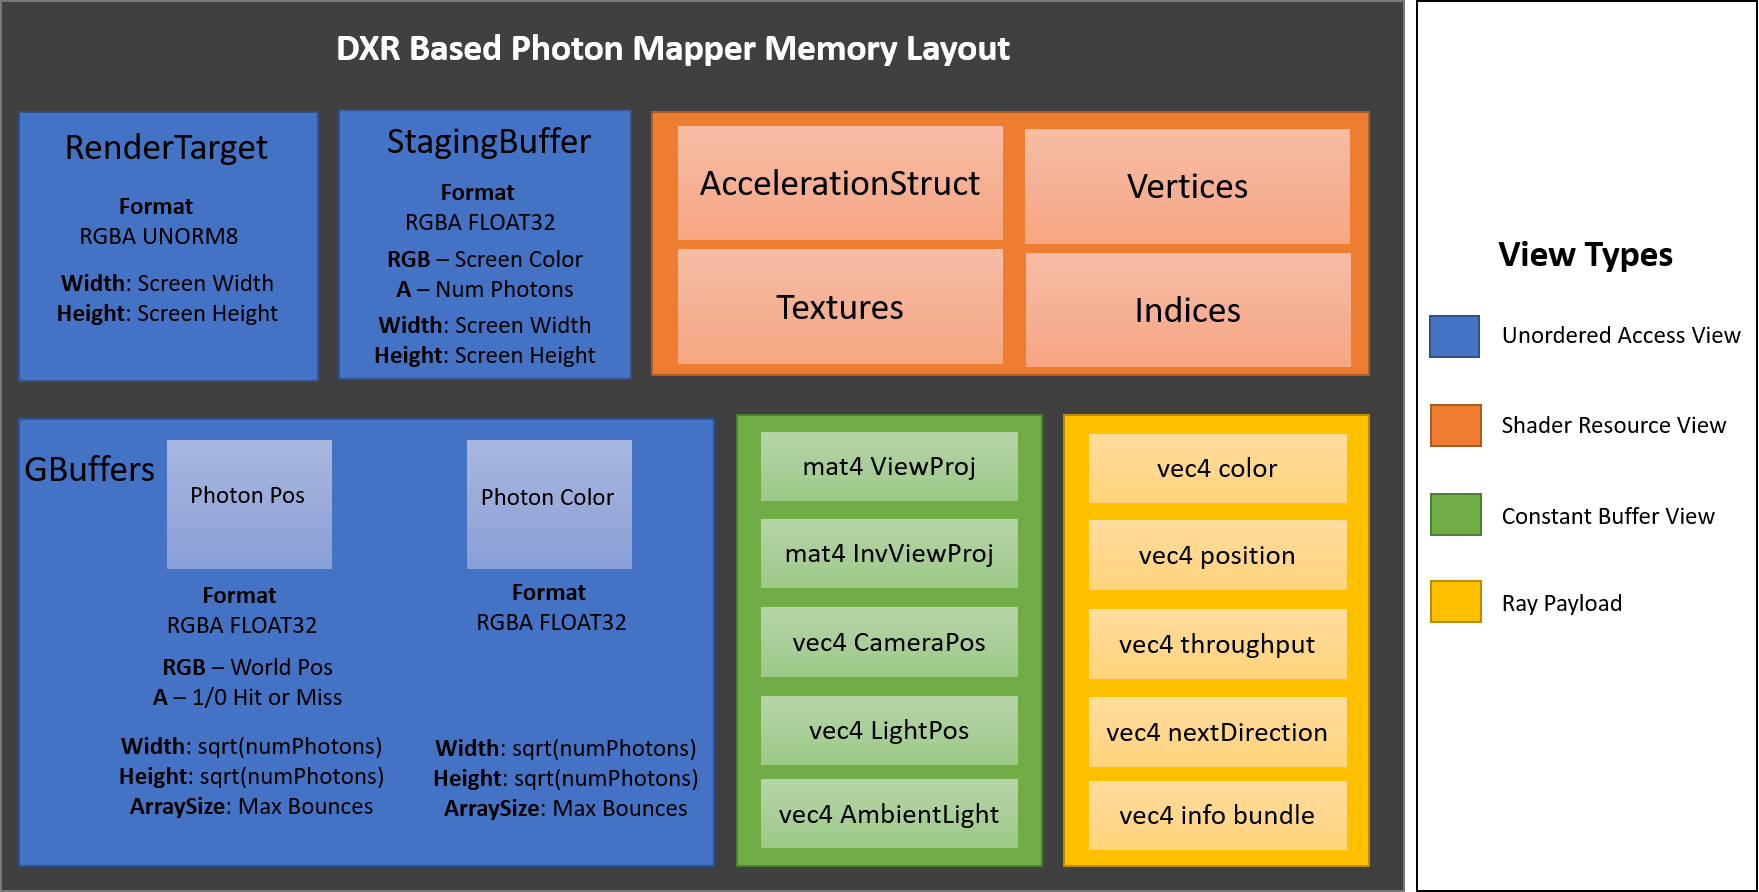 DXR Based Photon Mapper Memory Layout
RenderTarget
Format
RGBA UNORM8
Width: Screen Width
Height: Screen Height
StagingBuffer
Format
RGBA FLOAT32
RGB – Screen Color
A – Num Photons
Width: Screen Width
Height: Screen Height
AccelerationStruct
Vertices
Textures
Indices
GBuffers
Photon Pos
Format
RGBA FLOAT32
RGB – World Pos
A – 1/0 Hit or Miss
Width: sqrt(numPhotons)
Height: sqrt(numPhotons)
ArraySize: Max Bounces
Photon Color
Format
RGBA FLOAT32
Width: sqrt(numPhotons)
Height: sqrt(numPhotons)
ArraySize: Max Bounces
mat4 ViewProj
mat4 InvViewProj
vec4 CameraPos
vec4 LightPos
vec4 AmbientLight
vec4 color
vec4 position
vec4 throughput
vec4 nextDirection
vec4 info bundle
View Types
Unordered Access View
Shader Resource View
Constant Buffer View
Ray Payload